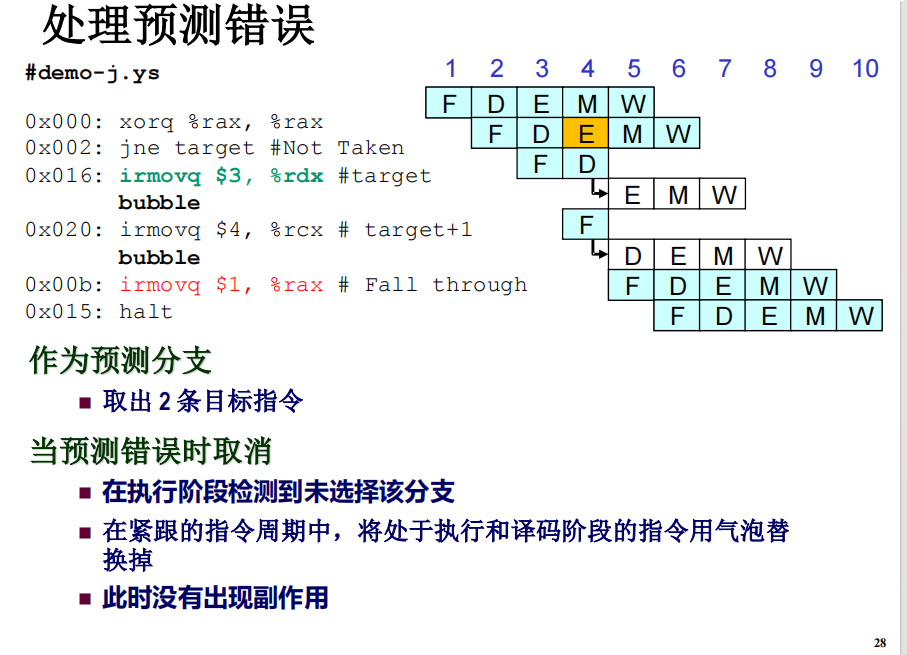 处理预测错误
#demo-j.ys
1 2 3 4 5 6 7 8 9 10
F D E M W
0x000: xorq %rax, %rax
F D E M W
0x002: jne target #Not Taken
F D
0x016: irmovq $3, %rdx #target
E M W
bubble
F
0x020: irmovq $4, %rcx # target+1
D E M W
bubble
F D E M W
0x00b: irmovq $1, %rax # Fall through
F D E M W
0x015: halt
作为预测分支
■ 取出 2 条目标指令
当预测错误时取消
■ 在执行阶段检测到未选择该分支
■ 在紧跟的指令周期中，将处于执行和译码阶段的指令用气泡替
换掉
■ 此时没有出现副作用
28